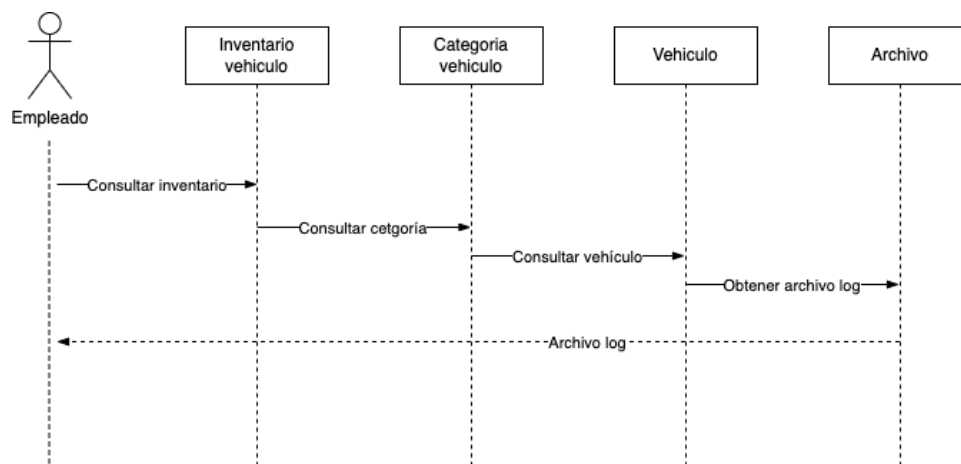 Empleado
Inventario
vehiculo
Categoria
vehiculo
Vehiculo
Archivo
Consultar inventario
Consultar cetgoría
Consultar vehículo
Obtener archivo log
Archivo log